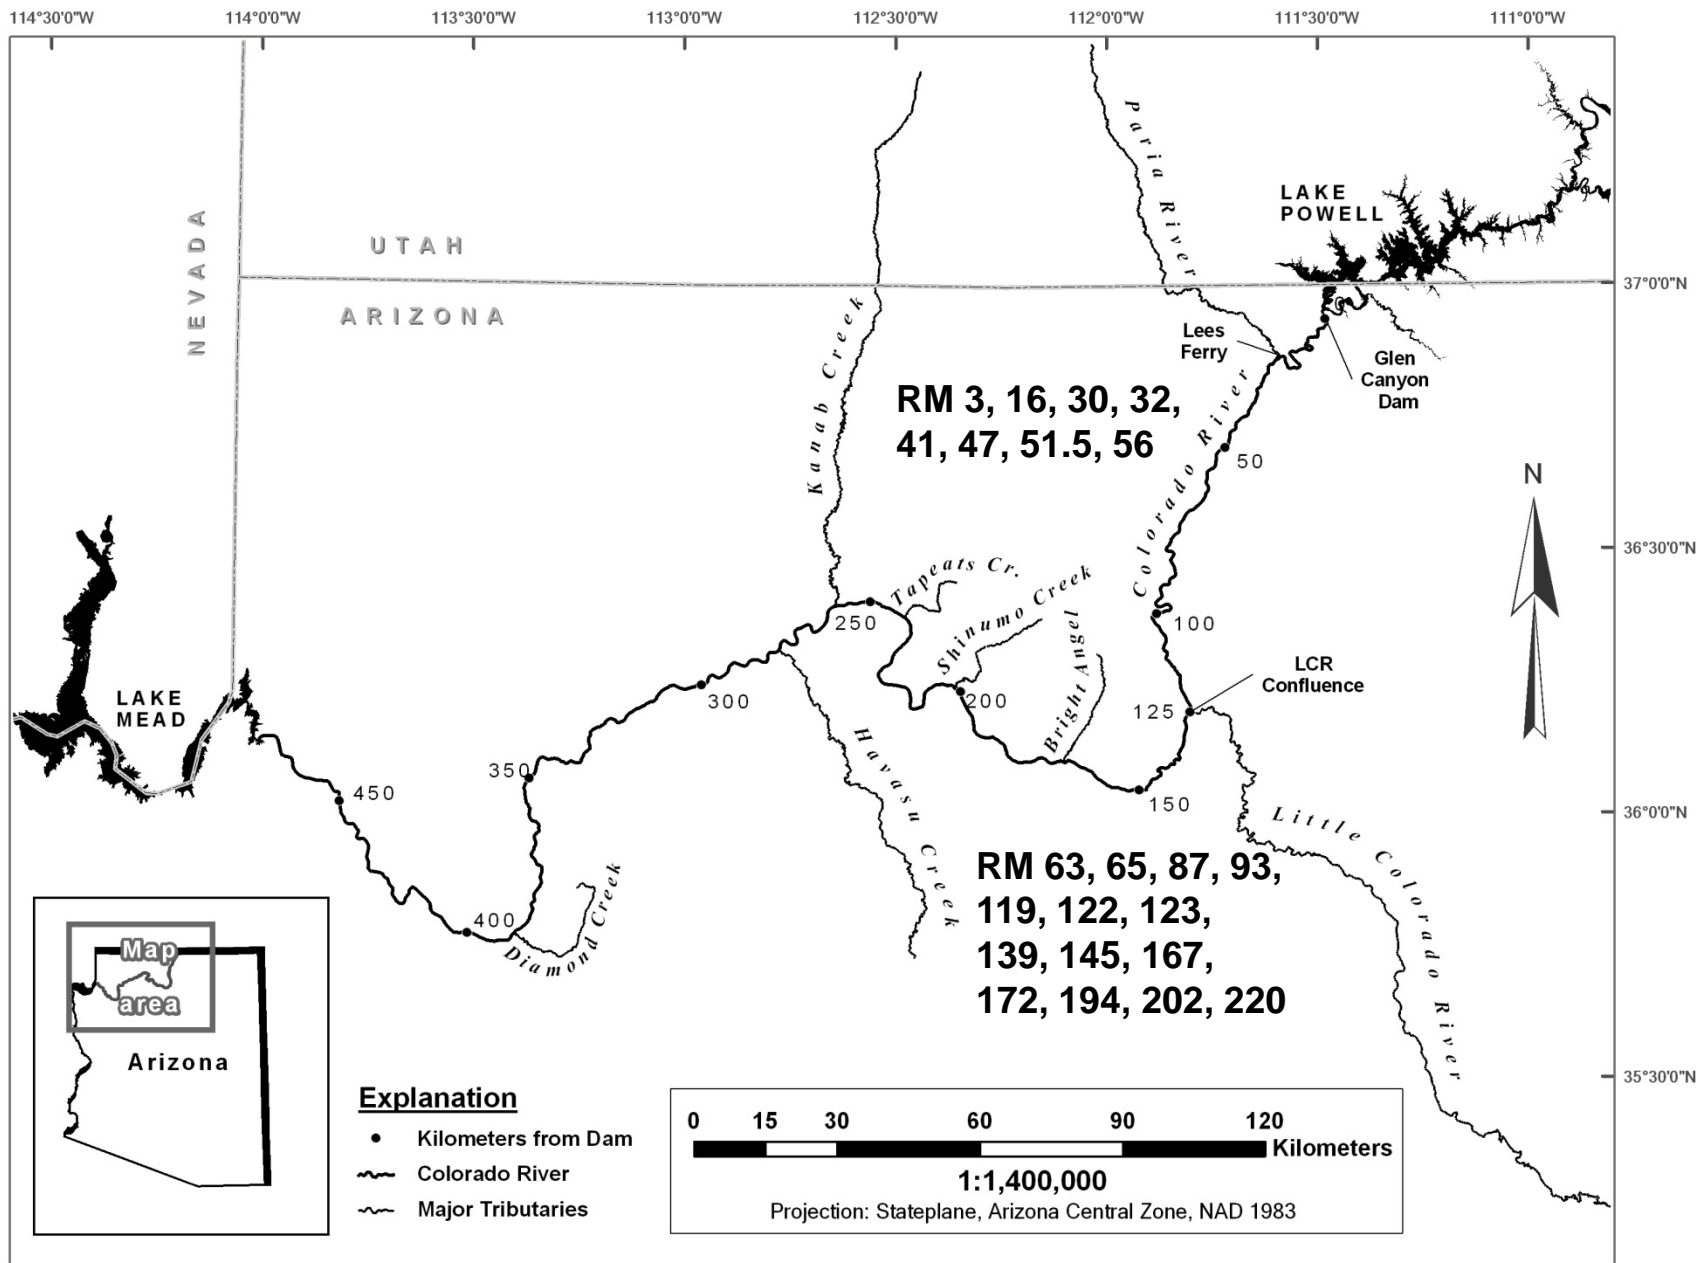 114°30'0"W 114°0'0"W 113°30'0"W 113°0'0"W 112°30'0"W 112°0'0"W 111°30'0"W 111°0'0"W
Paria River
LAKE
POWELL
NEVADA
UTAH
ARIZONA
37°0'0"N
Kanab Creek
Lees
Ferry
Glen
Canyon
Dam
RM 3, 16, 30, 32,
41, 47, 51.5, 56
Colorado River
50
N
36°30'0"N
Tapeats Cr.
Shinumo Creek
Bright Angel
250
100
LCR
Confluence
LAKE
MEAD
300
200
125
Havasu Creek
350
450
150
36°0'0"N
Little Colorado River
RM 63, 65, 87, 93,
119, 122, 123,
139, 145, 167,
172, 194, 202, 220
400
Diamond Creek
Map
area
Arizona
35°30'0"N
Explanation
Kilometers from Dam
Colorado River
Major Tributaries
0 15 30 60 90 120
Kilometers
1:1,400,000
Projection: Stateplane, Arizona Central Zone, NAD 1983